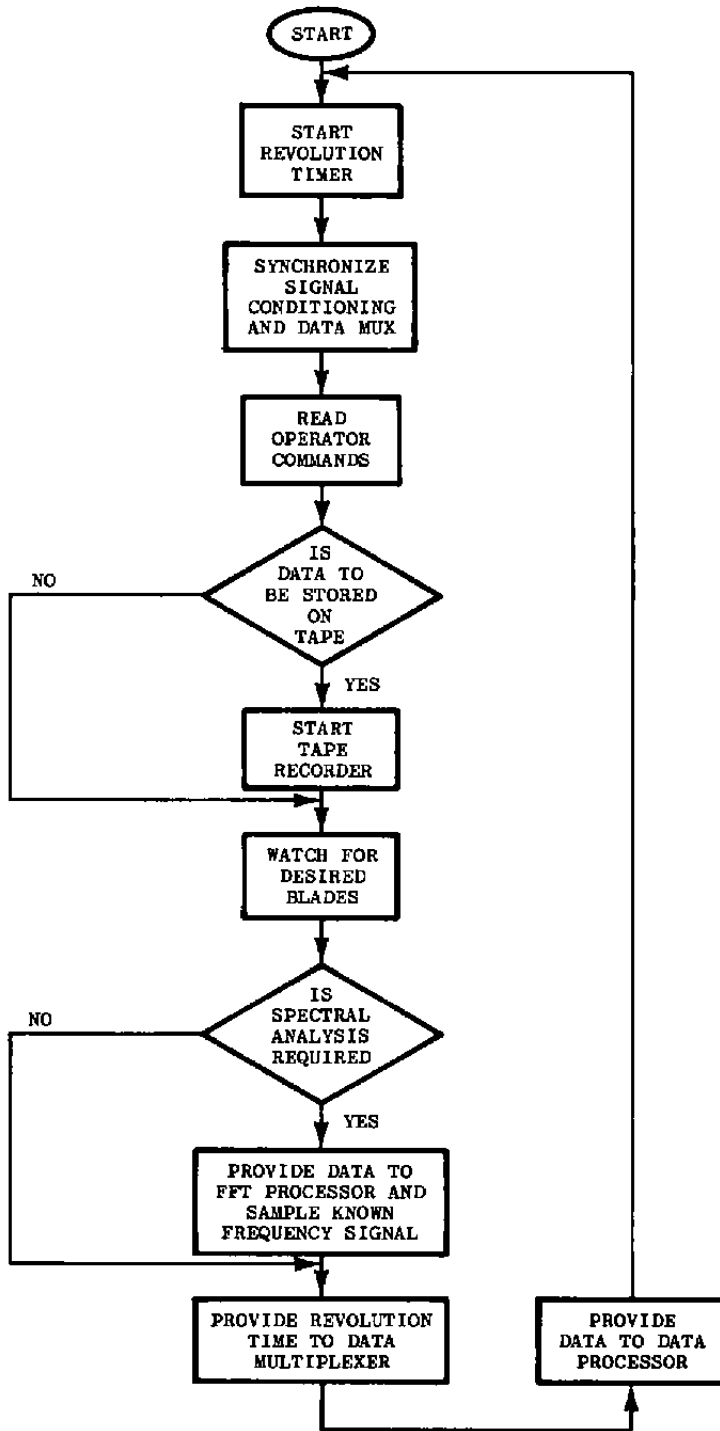 START
START
REVOLUTION
TIMER
SYNCHRONIZE
SIGNAL
CONDITIONING
AND DATA MUX
READ
OPERATOR
COMMANDS
IS
DATA TO
BE STORED
ON
TAPE
NO
YES
START
TAPE
RECORDER
WATCH FOR
DESIRED
BLADES
IS
SPECTRAL
ANALYSIS
REQUIRED
NO
YES
PROVIDE DATA TO
FFT PROCESSOR AND
SAMPLE KNOWN
FREQUENCY SIGNAL
PROVIDE REVOLUTION
TIME TO DATA
MULTIPLEXER
PROVIDE
DATA TO DATA
PROCESSOR